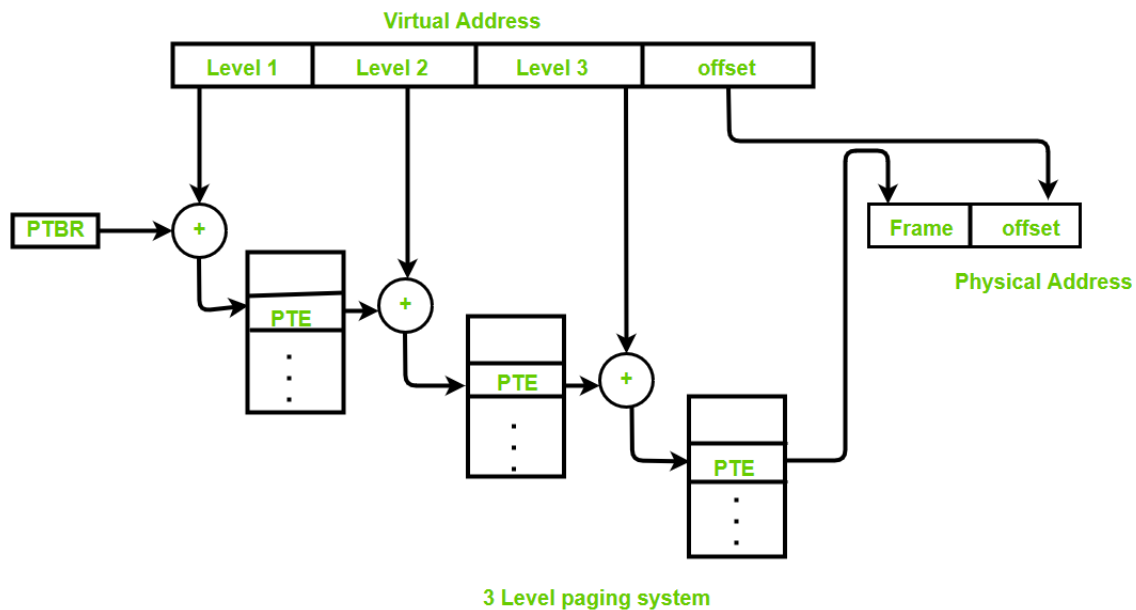 Virtual Address
Level 1 Level 2 Level 3 offset
PTBR + Frame offset
Physical Address
PTE +
PTE +
PTE
3 Level paging system